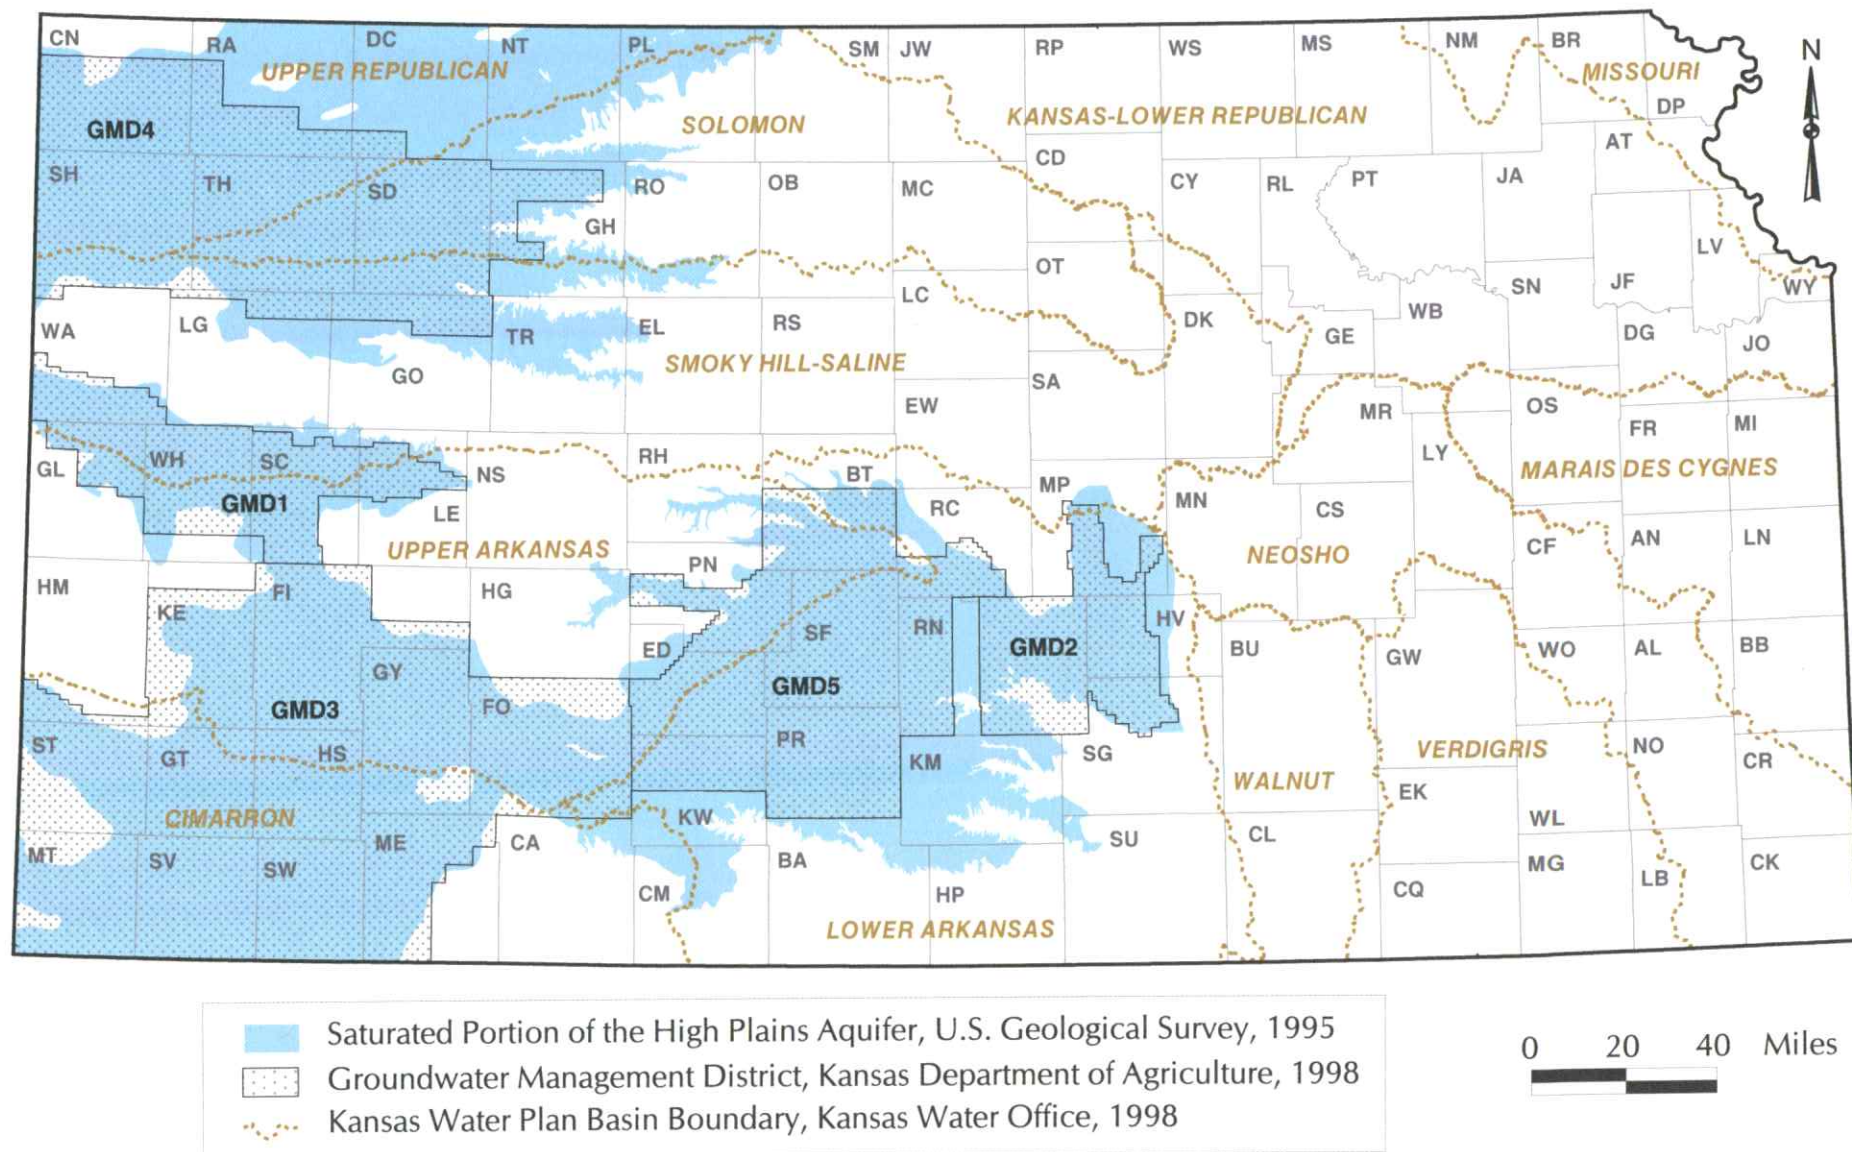 CN RA DC NT PL SM JW RP WS MS NM BR
UPPER REPUBLICAN
MISSOURI
DP
GMD4
SOLOMON
KANSAS-LOWER REPUBLICAN
AT
N
SH TH SD RO OB MC CD CY RL PT JA
GH
LV
OT
LC
SN JF WY
WA LG TR EL RS DK GE WB DG JO
GO
SMOKY HILL-SALINE
SA
EW
MR OS FR MI
GL WH SC NS RH BT MP LY
MARAIS DES CYGNES
GMD1
LE
RC MN CS
UPPER ARKANSAS
PN
NEOSHO
CF AN LN
HM KE FI HG
ED SF RN HV
GMD2
BU GW WO AL BB
GY
GMD5
GMD3
FO
ST GT HS PR KM SG
VERDIGRIS
NO CR
WALNUT
EK
CIMARRON
KW
WL
MT SV SW ME CA BA SU CL
CM HP CQ MG LB CK
LOWER ARKANSAS
Saturated Portion of the High Plains Aquifer, U.S. Geological Survey, 1995
Groundwater Management District, Kansas Department of Agriculture, 1998
Kansas Water Plan Basin Boundary, Kansas Water Office, 1998
0 20 40 Miles